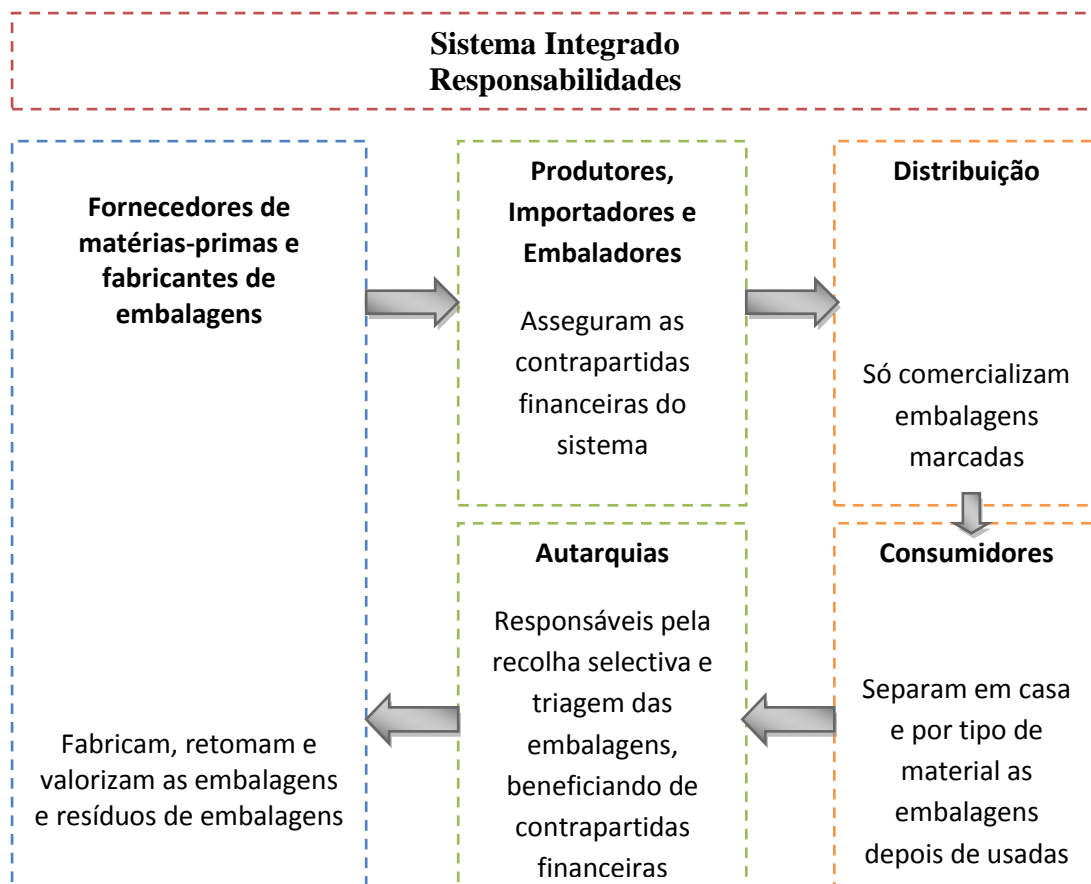 Sistema Integrado
Responsabilidades
Fornecedores de
matérias-primas e
fabricantes de
embalagens
Fabricam, retomam e
valorizam as embalagens
e resíduos de embalagens
Produtores,
Importadores e
Embaladores
Asseguram as
contrapartidas
financeiras do
sistema
Distribuição
Só comercializam
embalagens
marcadas
Autarquias
Responsáveis pela
recolha selectiva e
triagem das
embalagens,
beneficiando de
contrapartidas
financeiras
Consumidores
Separam em casa
e por tipo de
material as
embalagens
depois de usadas